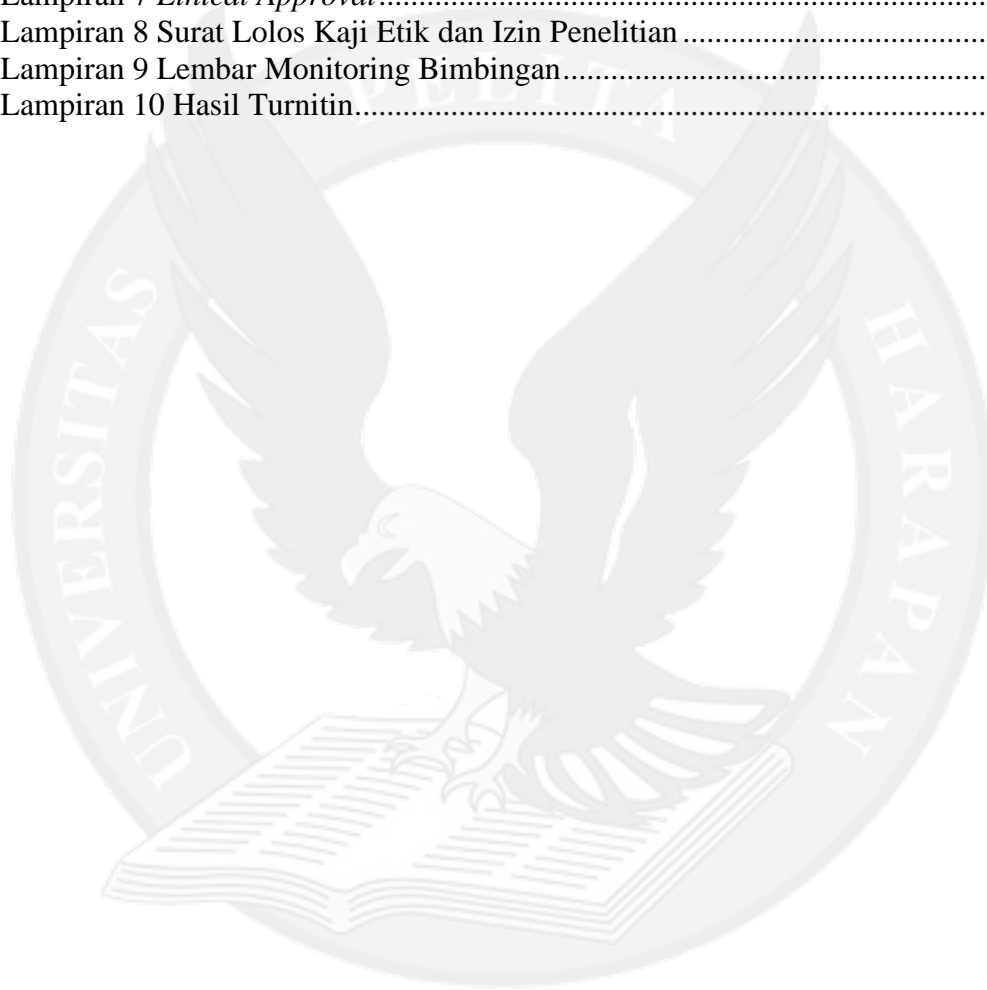 Lampiran 7 Ethical Approval....................................................................................
Lampiran 8 Surat Lolos Kaji Etik dan Izin Penelitian.......................................
Lampiran 9 Lembar Monitoring Bimbingan......................................................
Lampiran 10 Hasil Turnitin................................................................................
UNIVERSITAS PELITA HARAPAN